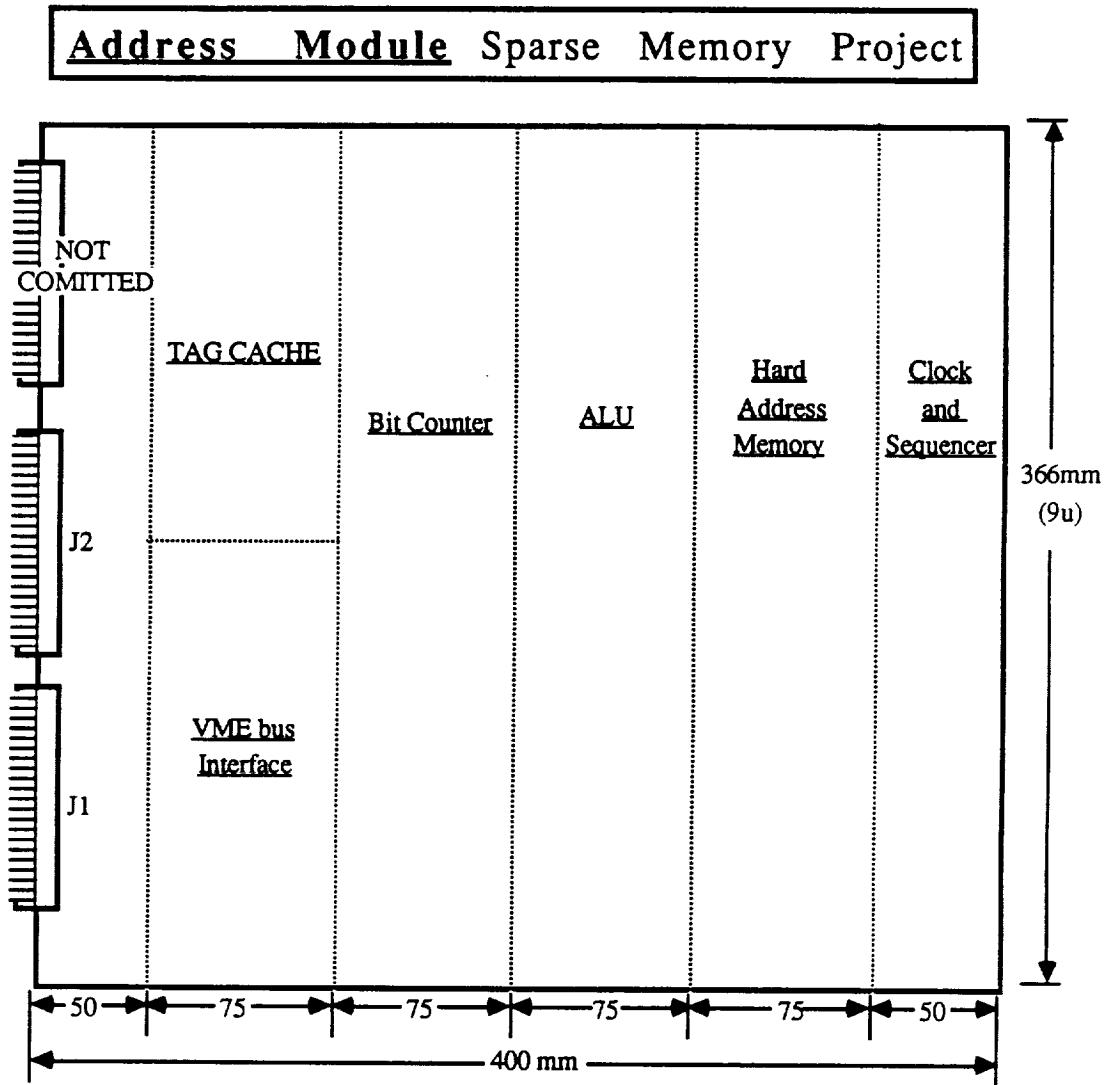 Address Module Sparse Memory Project
NOT
COMITTED
TAG CACHE
Bit Counter
ALU
Hard
Address
Memory
Clock
and
Sequencer
366mm
(9u)
J2
VME bus
Interface
J1
50 75 75 75 75 50
400 mm